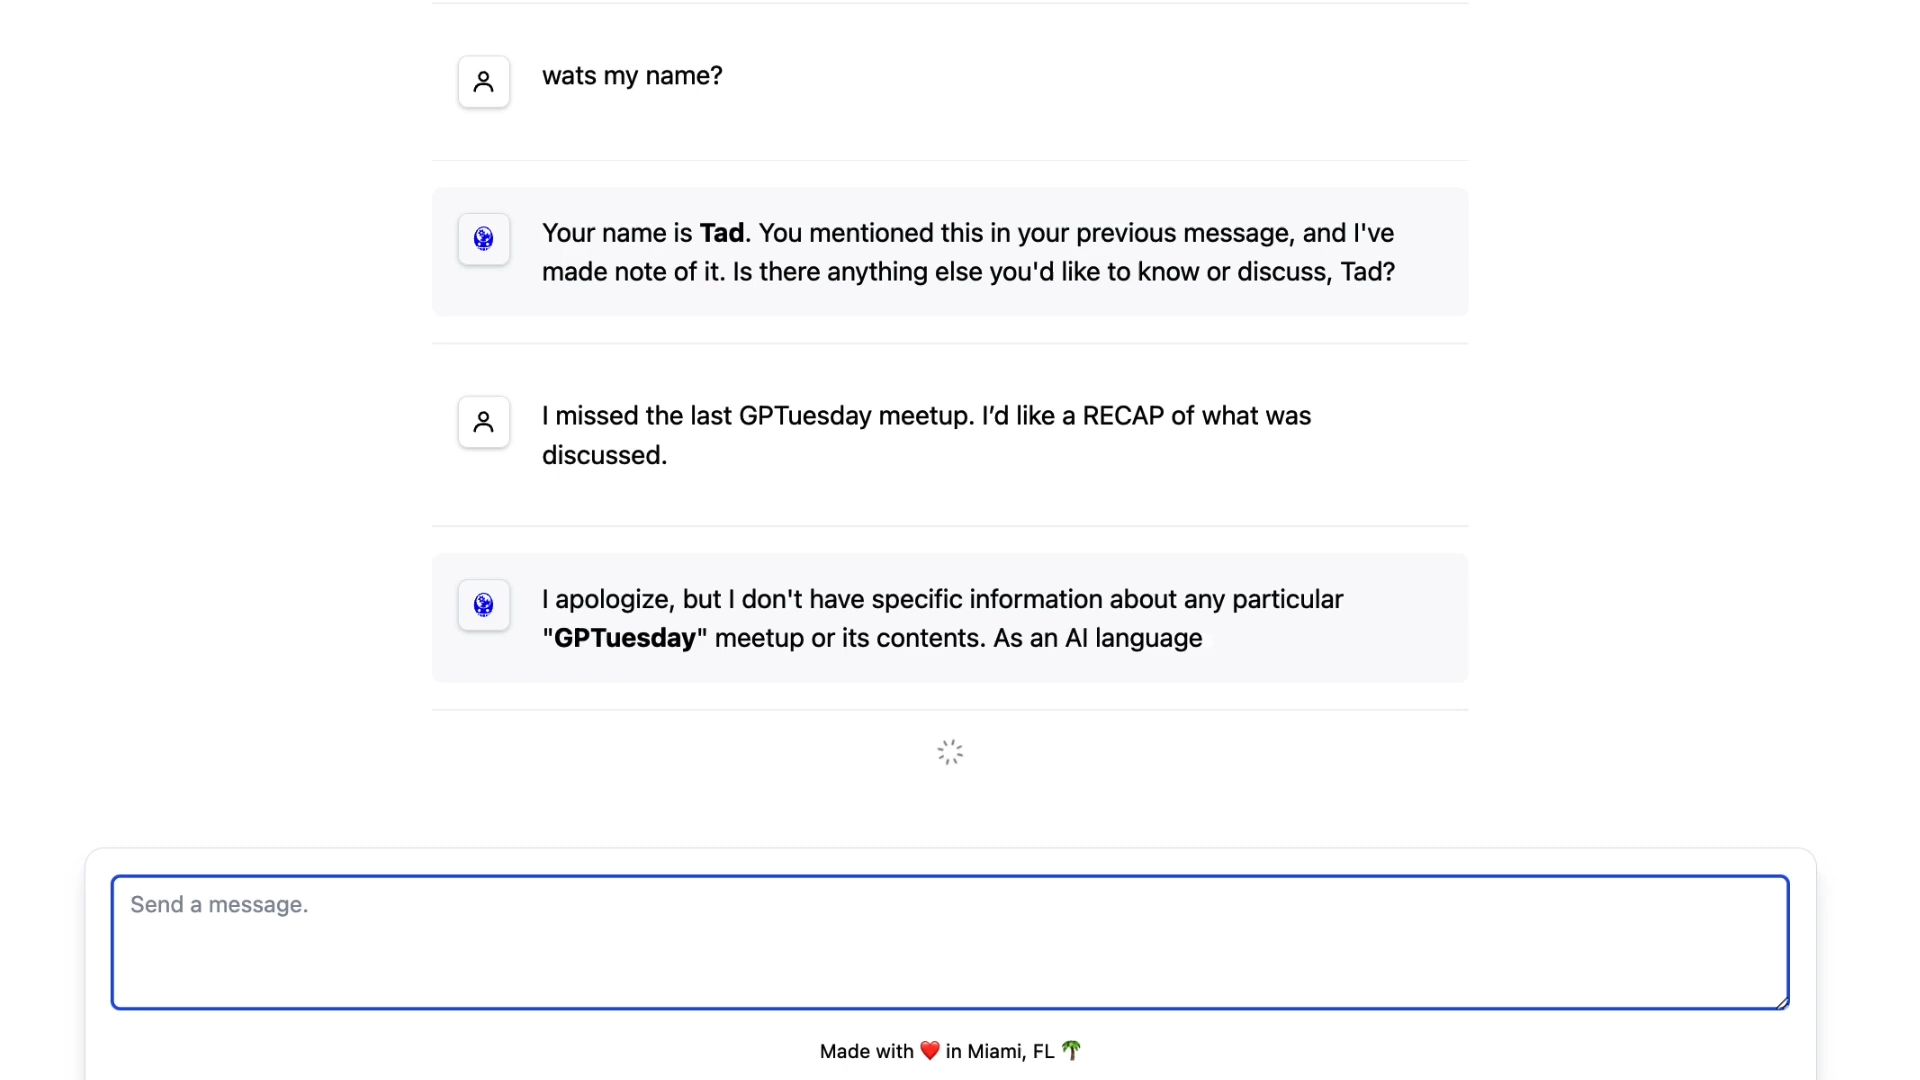 wats my name?
Your name is Tad. You mentioned this in your previous message, and I've
made note of it. Is there anything else you'd like to know or discuss, Tad?
I missed the last GPTuesday meetup. I’d like a RECAP of what was
discussed.
I apologize, but I don't have specific information about any particular
"GPTuesday" meetup or its contents. As an AI language
Send a message.
Made with ❤️ in Miami, FL 🌴